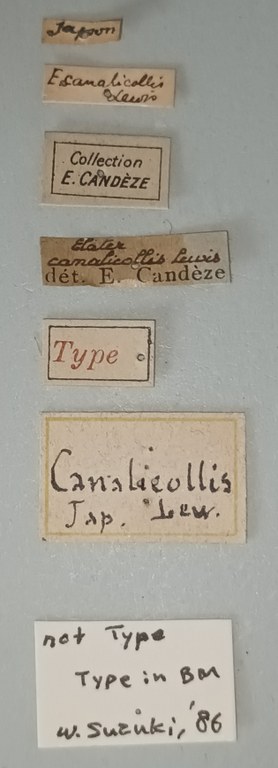 Japon
E. canalicollis
Lewis
Collection
E. CANDÈZE
Elater
canalicollis Lewis
dét. E. Candèze
Type
Canalicollis
Jap. Lew.
not Type
Type in BM
W. Suzuki, '86